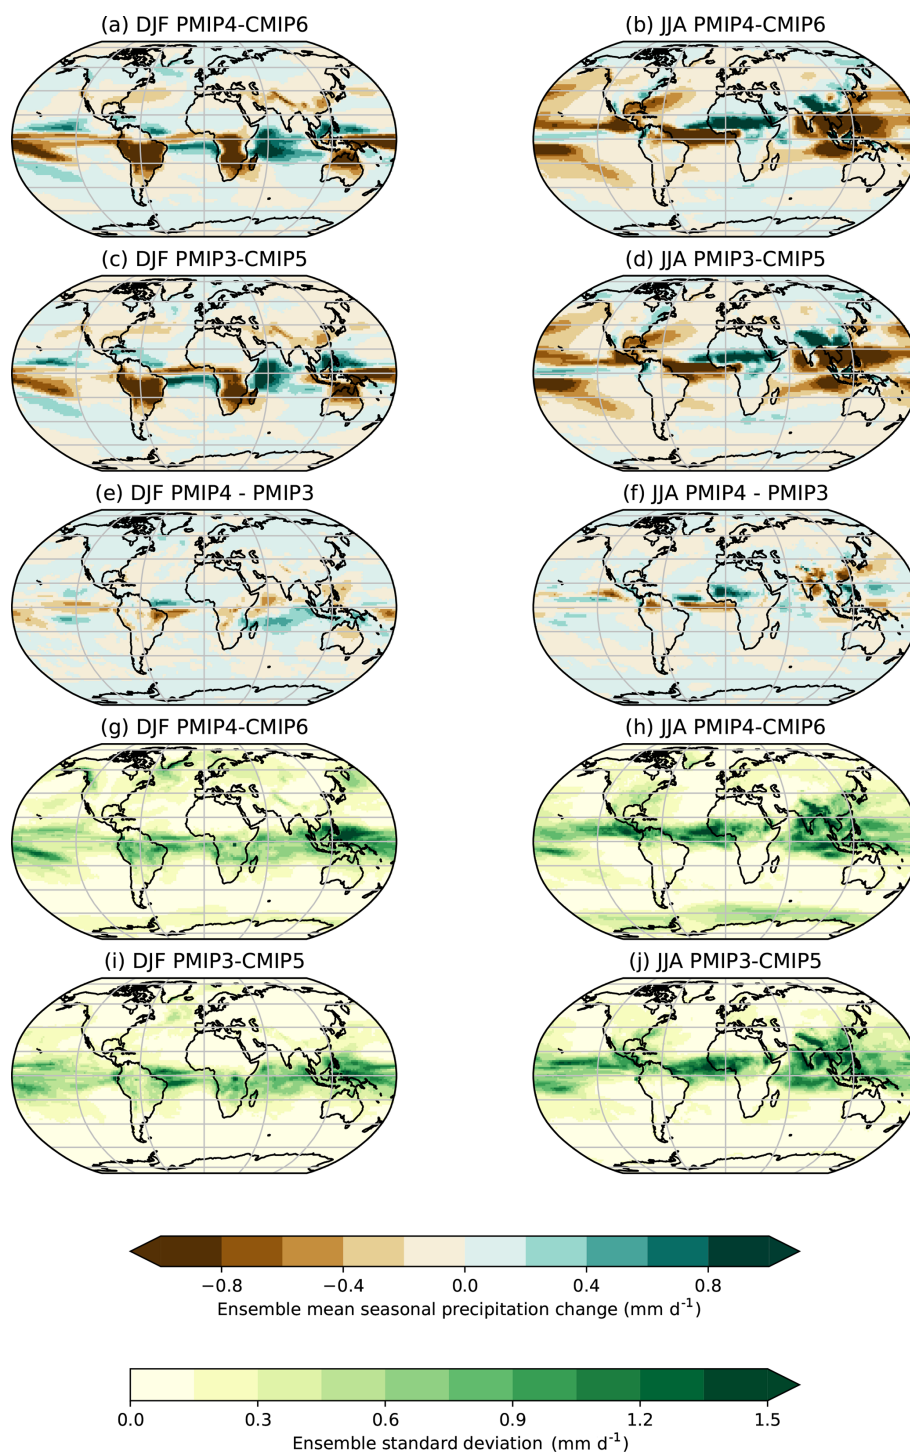 (a) DJF PMIP4-CMIP6
(b) JJA PMIP4-CMIP6
(c) DJF PMIP3-CMIP5
(d) JJA PMIP3-CMIP5
(e) DJF PMIP4 - PMIP3
(f) JJA PMIP4 - PMIP3
(g) DJF PMIP4-CMIP6
(h) JJA PMIP4-CMIP6
(i) DJF PMIP3-CMIP5
(j) JJA PMIP3-CMIP5
−0.8 −0.4 0.0 0.4 0.8
Ensemble mean seasonal precipitation change (mm d⁻¹)
0.0 0.3 0.6 0.9 1.2 1.5
Ensemble standard deviation (mm d⁻¹)